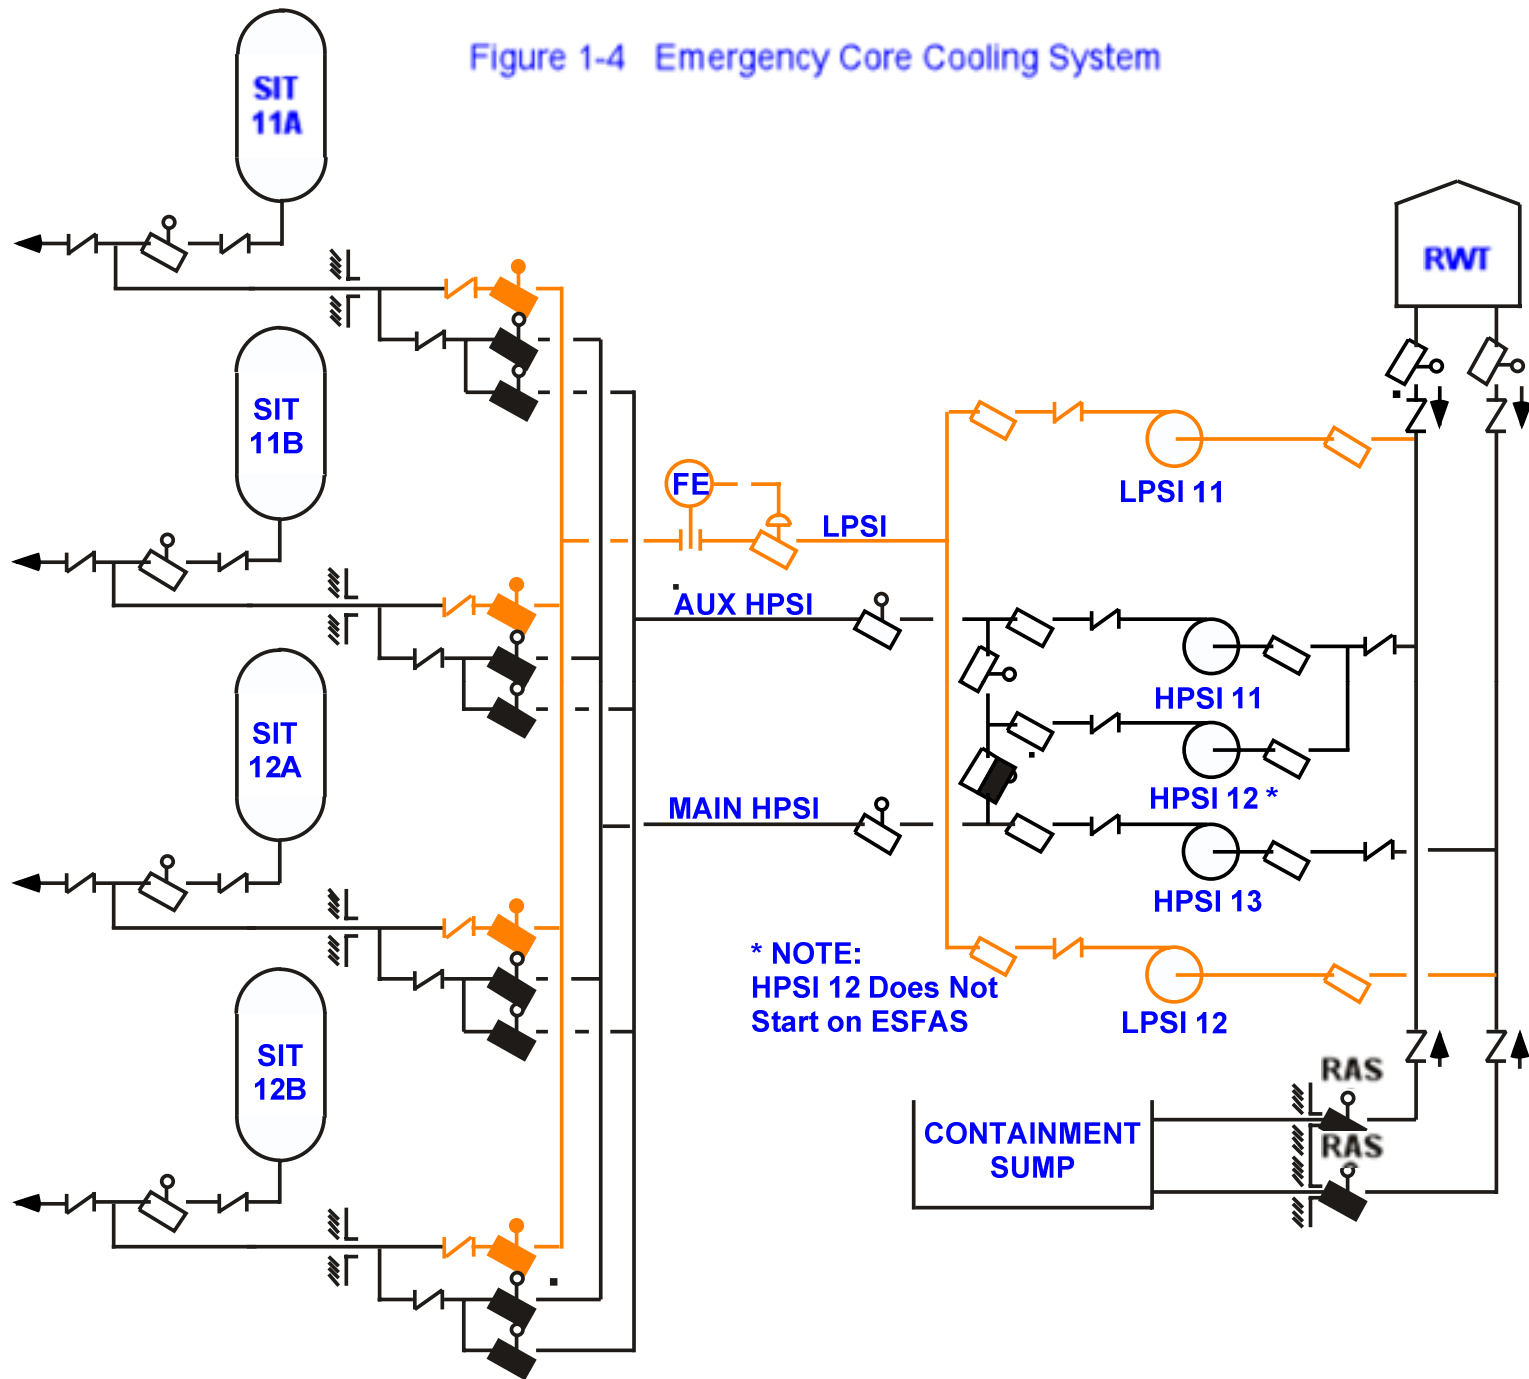 Figure 1-4 Emergency Core Cooling System
SIT
11A
RWT
SIT
11B
FE
LPSI 11
LPSI
AUX HPSI
HPSI 11
SIT
12A
MAIN HPSI
HPSI 12 *
HPSI 13
* NOTE:
HPSI 12 Does Not
Start on ESFAS
LPSI 12
SIT
12B
RAS
CONTAINMENT
SUMP
RAS